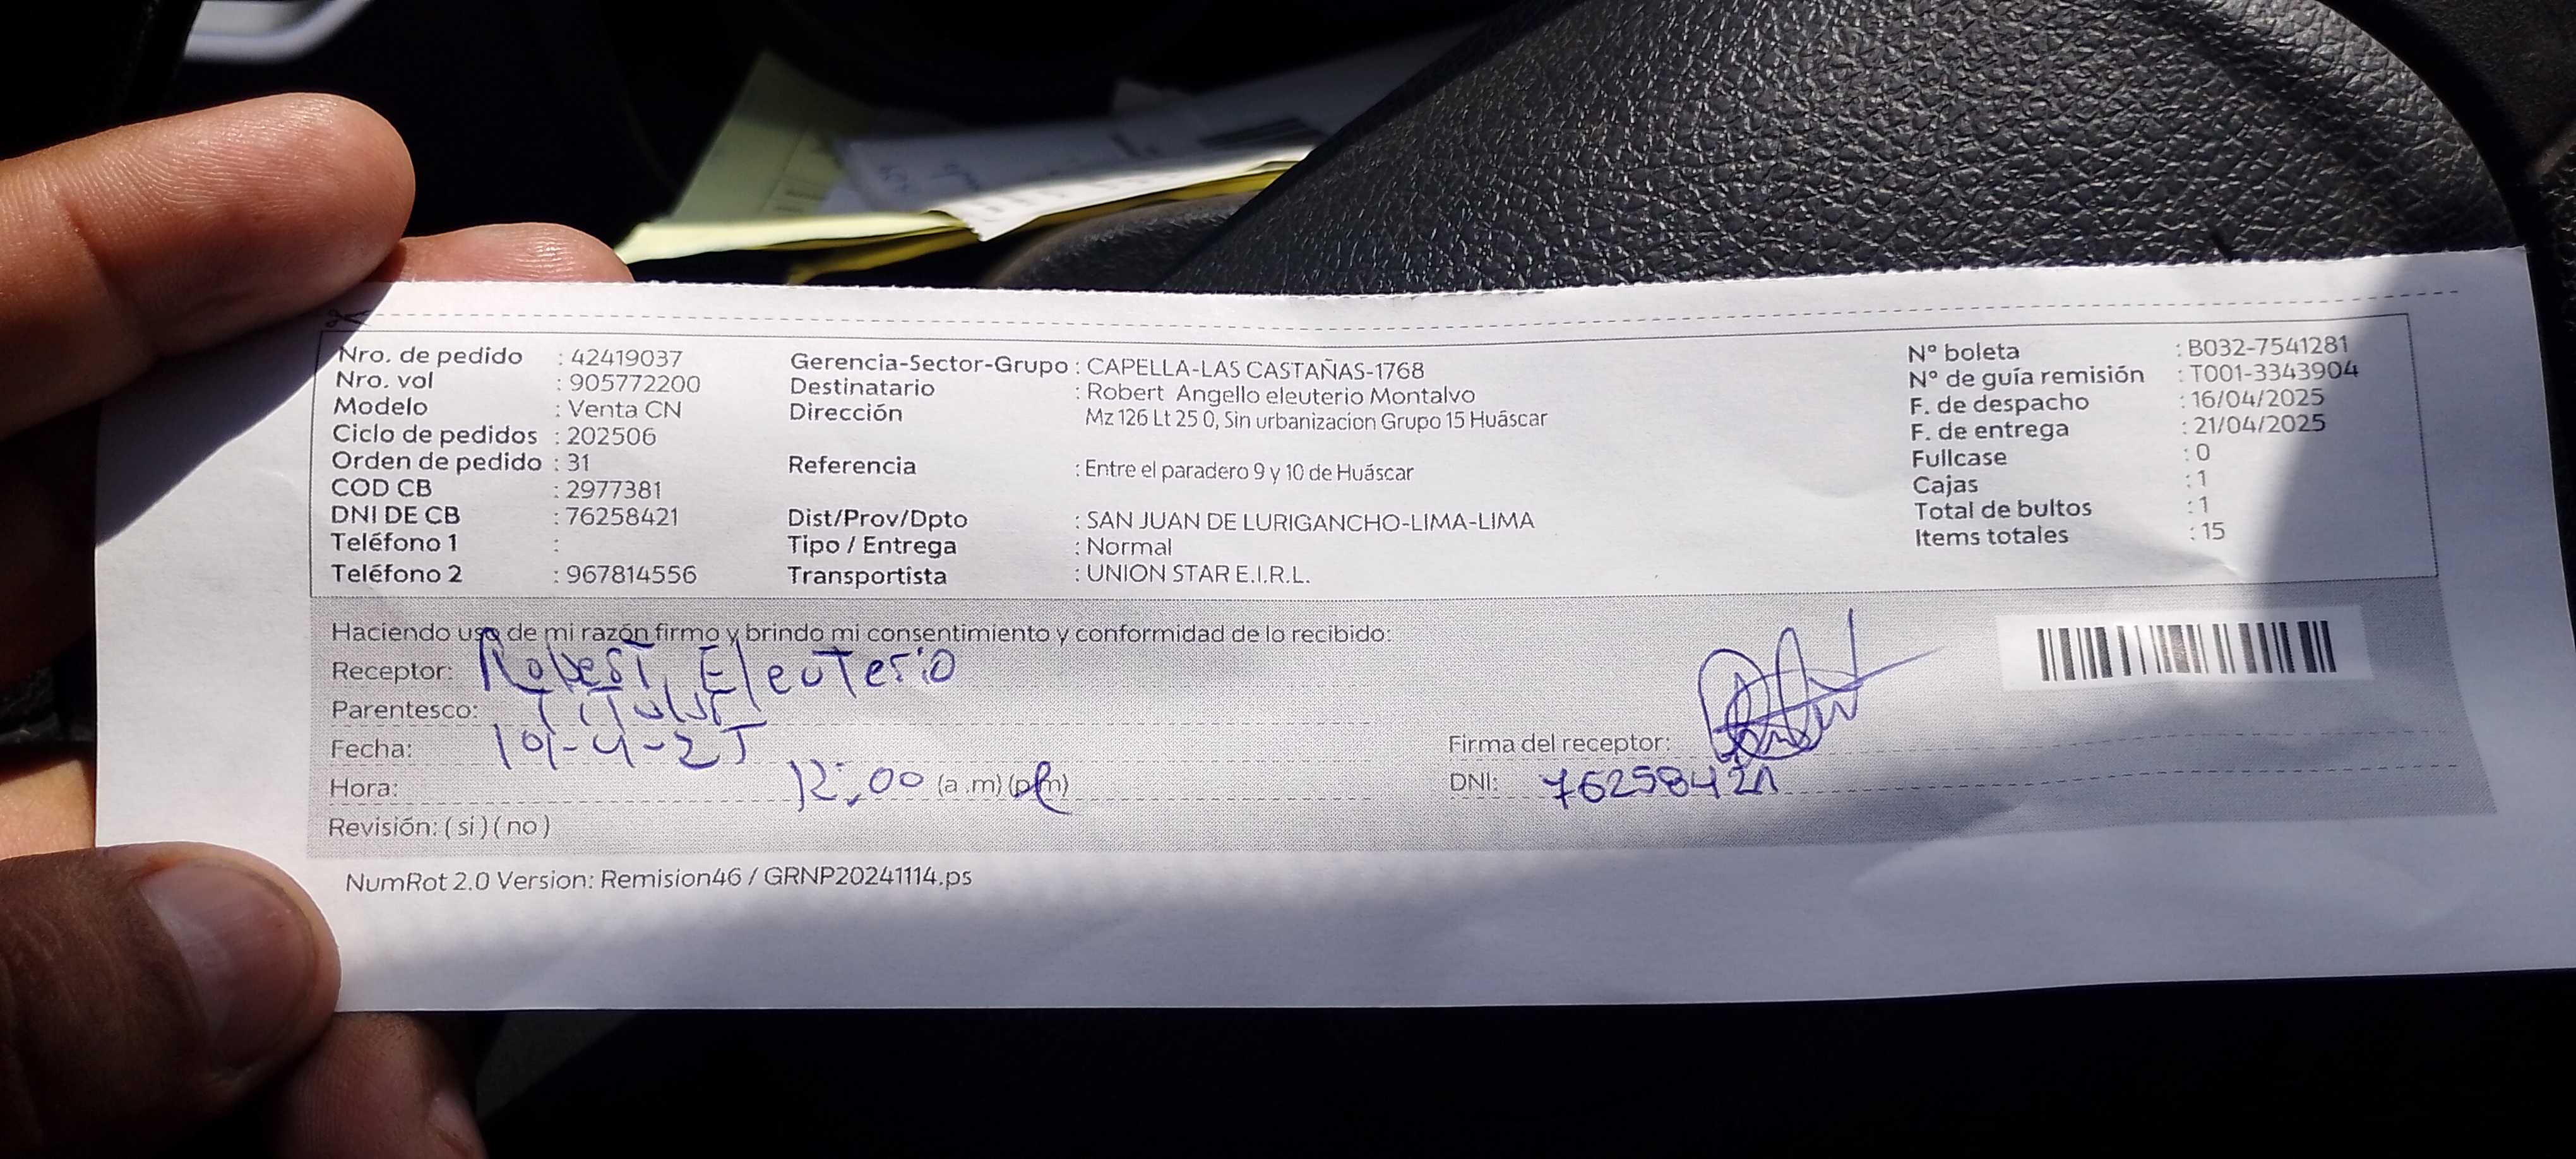 Nro. de pedido : 42419037
Nro. vol : 905772200
Modelo : Venta CN
Ciclo de pedidos : 202506
Orden de pedido : 31
COD CB : 2977381
DNI DE CB : 76258421
Teléfono 1 :
Teléfono 2 : 967814556
Gerencia-Sector-Grupo : CAPELLA-LAS CASTAÑAS-1768
Destinatario : Robert Angello eleuterio Montalvo
Dirección Mz 126 Lt 25 0, Sin urbanizacion Grupo 15 Huáscar
Referencia : Entre el paradero 9 y 10 de Huáscar
Dist/Prov/Dpto : SAN JUAN DE LURIGANCHO-LIMA-LIMA
Tipo / Entrega : Normal
Transportista : UNION STAR E.I.R.L.
Nº boleta : B032-7541281
Nº de guía remisión : T001-3343904
F. de despacho : 16/04/2025
F. de entrega : 21/04/2025
Fullcase : 0
Cajas : 1
Total de bultos : 1
Items totales : 15
Haciendo uso de mi razón firmo y brindo mi consentimiento y conformidad de lo recibido:
Receptor: Robert Eleuterio
Parentesco: Titular
Fecha: 19-4-25
Hora: 12:00 (a.m) (p.m)
Revisión: ( si ) ( no )
Firma del receptor:
DNI: 76258421
NumRot 2.0 Version: Remision46 / GRNP20241114.ps